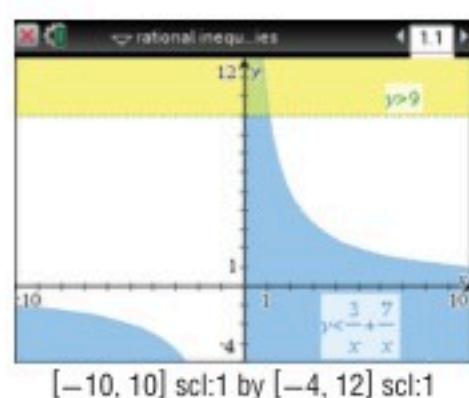 rational inequ...ies 1.1
12 y
y>9
1
x
-10 1 10
y<3/x+7/x
-4
[−10, 10] scl:1 by [−4, 12] scl:1